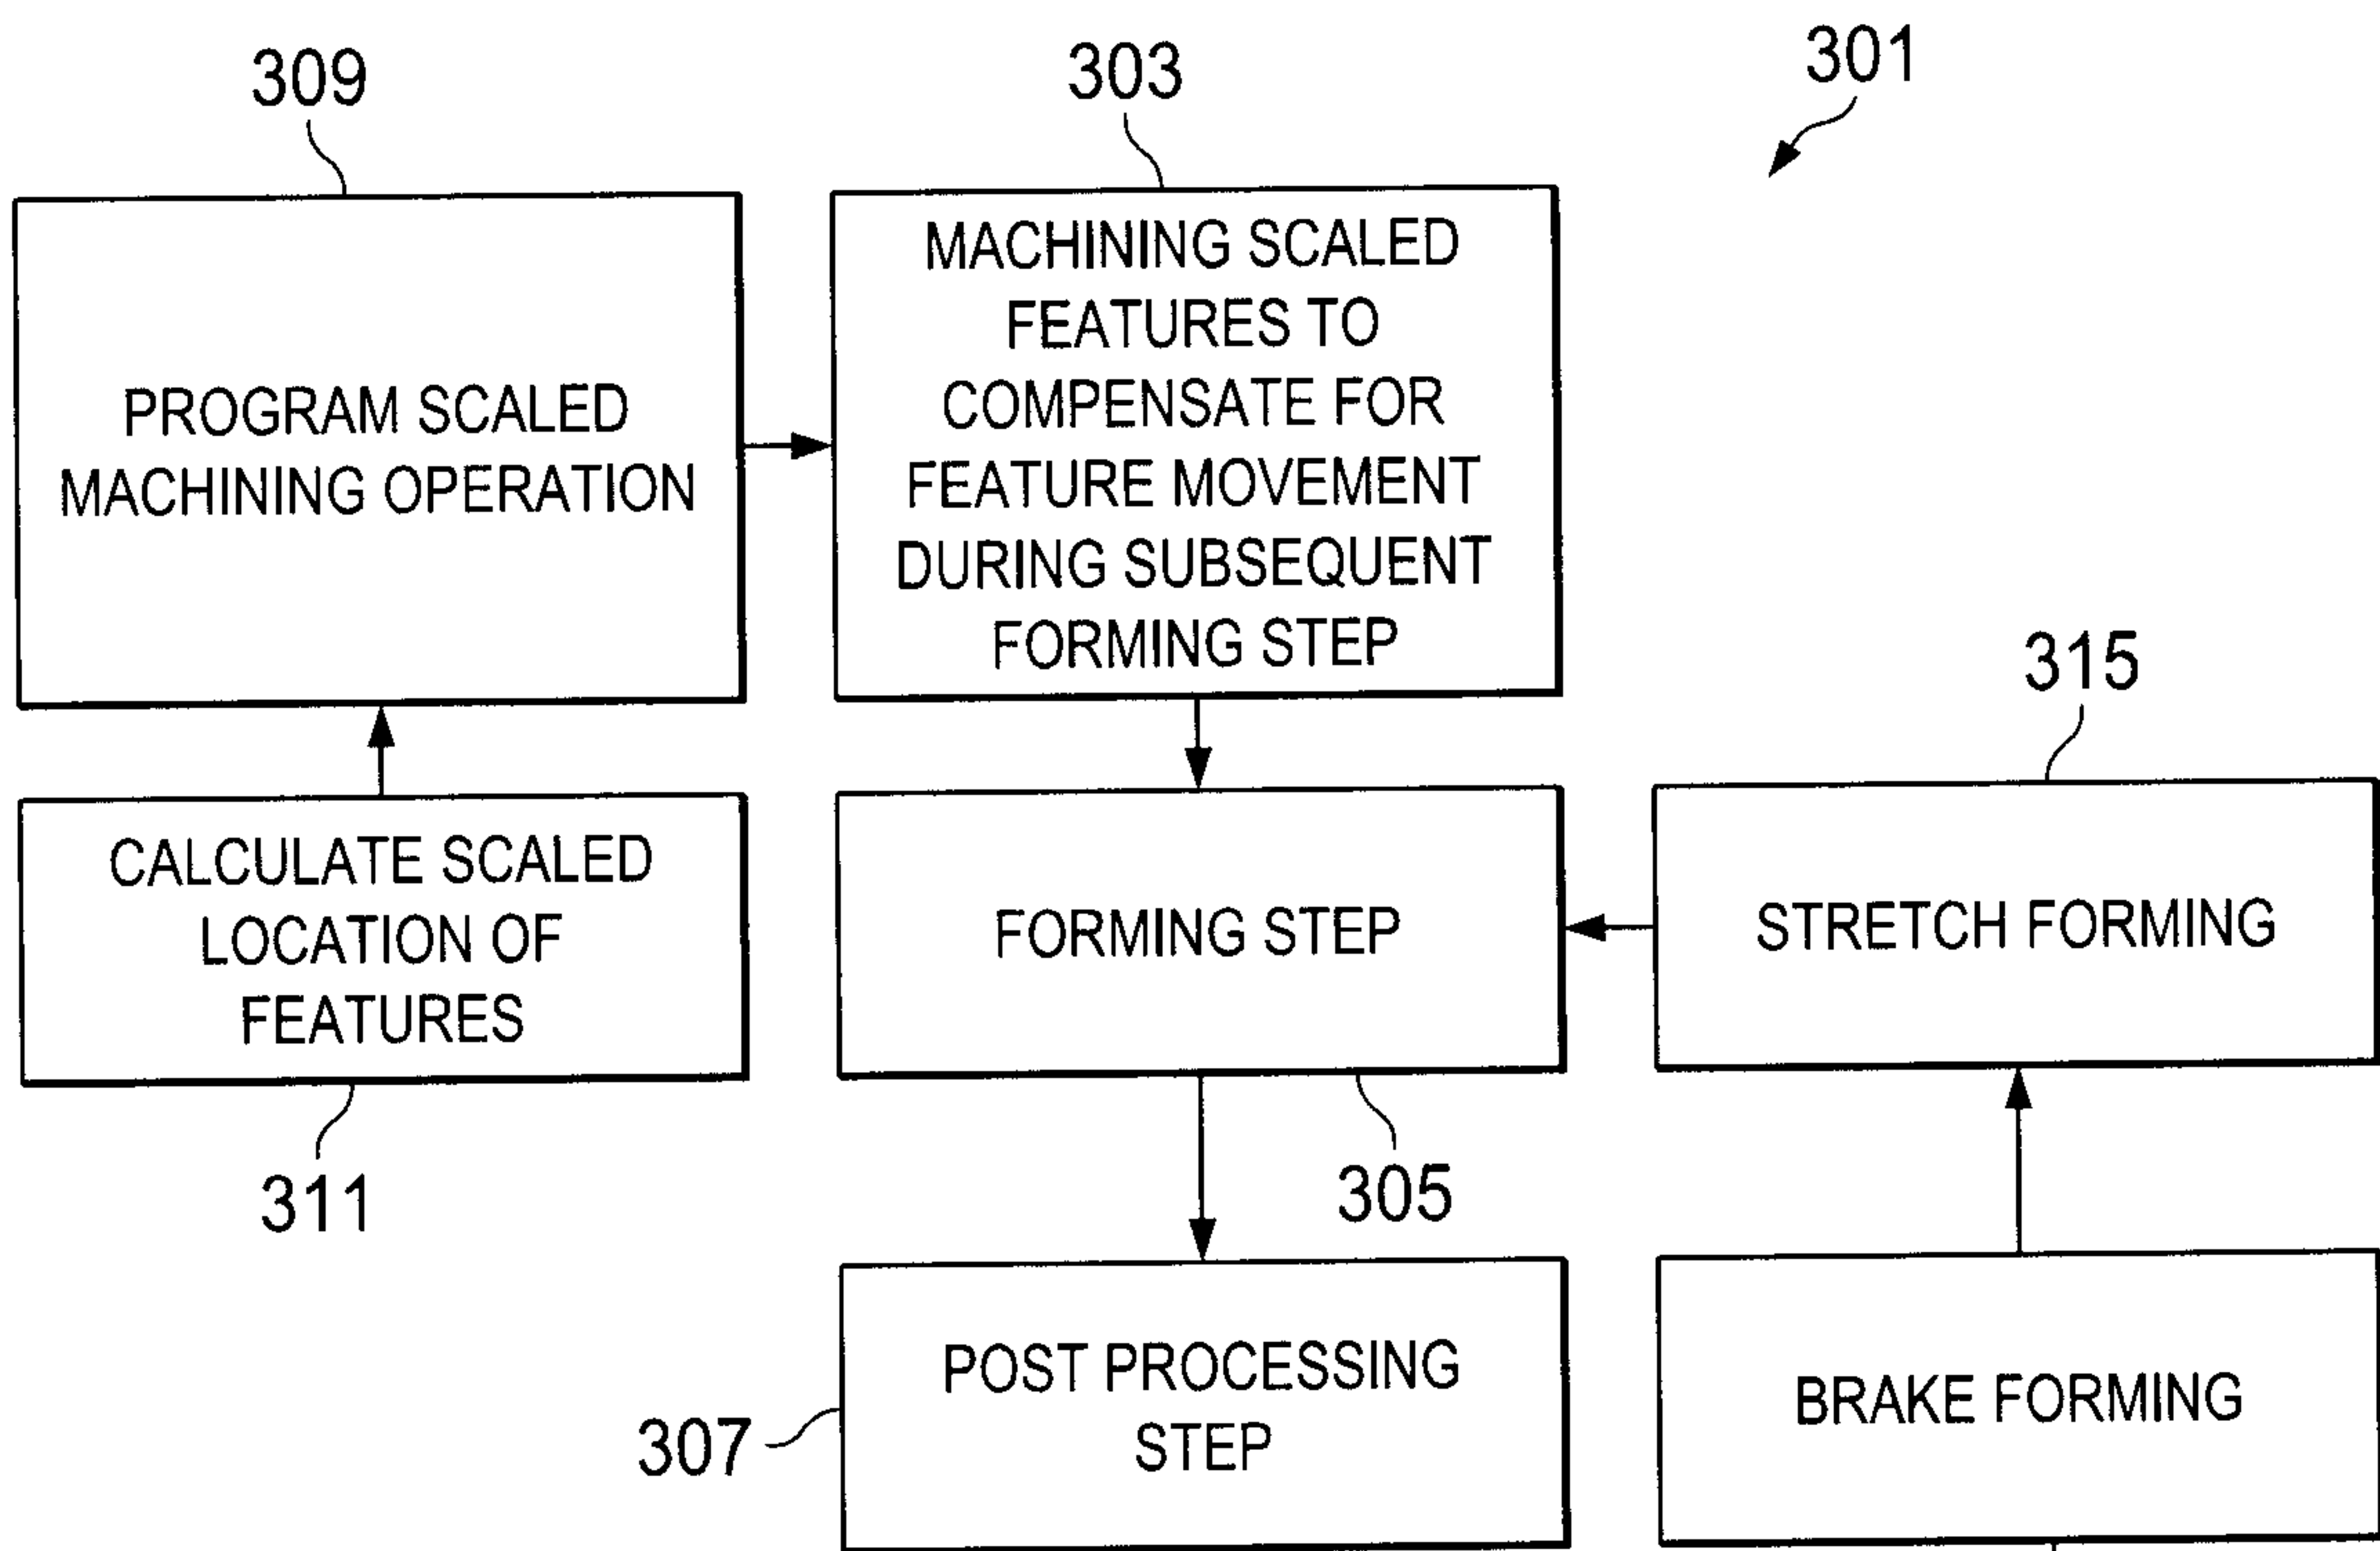 309
303
301
PROGRAM SCALED
MACHINING OPERATION
MACHINING SCALED
FEATURES TO
COMPENSATE FOR
FEATURE MOVEMENT
DURING SUBSEQUENT
FORMING STEP
315
CALCULATE SCALED
LOCATION OF
FEATURES
FORMING STEP
STRETCH FORMING
311
305
POST PROCESSING
STEP
307
BRAKE FORMING